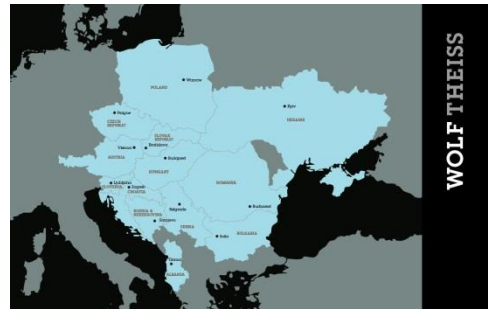 POLAND
Warsaw
Prague
CZECH
REPUBLIC
Kyiv
UKRAINE
SLOVAK
REPUBLIC
Bratislava
Vienna
AUSTRIA
Budapest
HUNGARY
Ljubljana
SLOVENIA
Zagreb
CROATIA
ROMANIA
Bucharest
Belgrade
BOSNIA &
HERZEGOVINA
Sarajevo
SERBIA
Sofia
BULGARIA
Tirana
ALBANIA
WOLF THEISS